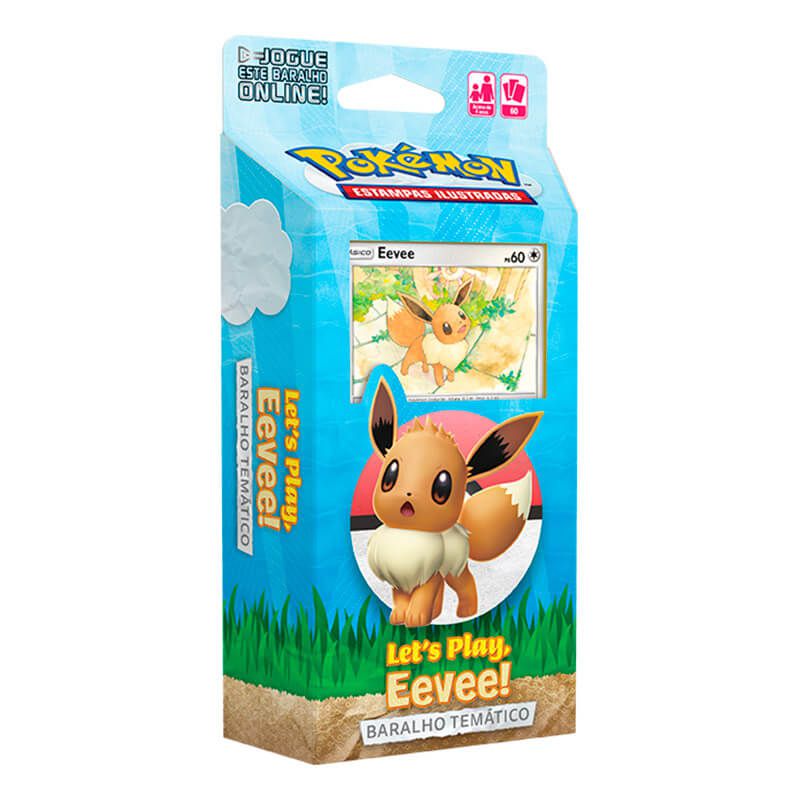 JOGUE
ESTE BARALHO
ONLINE!
60
POKÉMON
ESTAMPAS ILUSTRADAS
Eevee
PS60
Let's Play,
Eevee!
BARALHO TEMÁTICO
Let's Play,
Eevee!
BARALHO TEMÁTICO